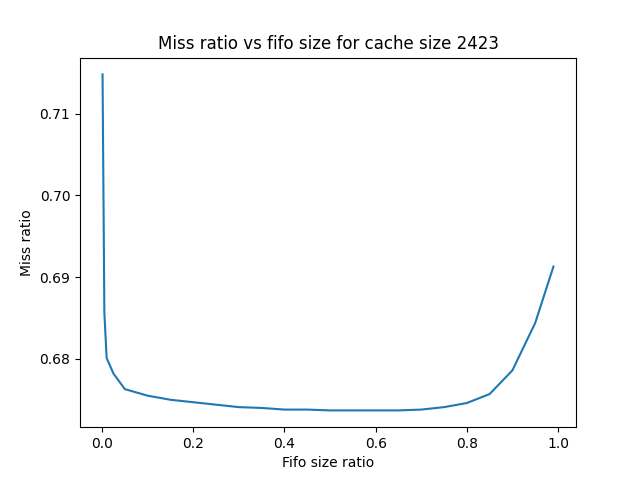 Miss ratio vs fifo size for cache size 2423
0.71
0.70
0.69
0.68
Miss ratio
0.0 0.2 0.4 0.6 0.8 1.0
Fifo size ratio